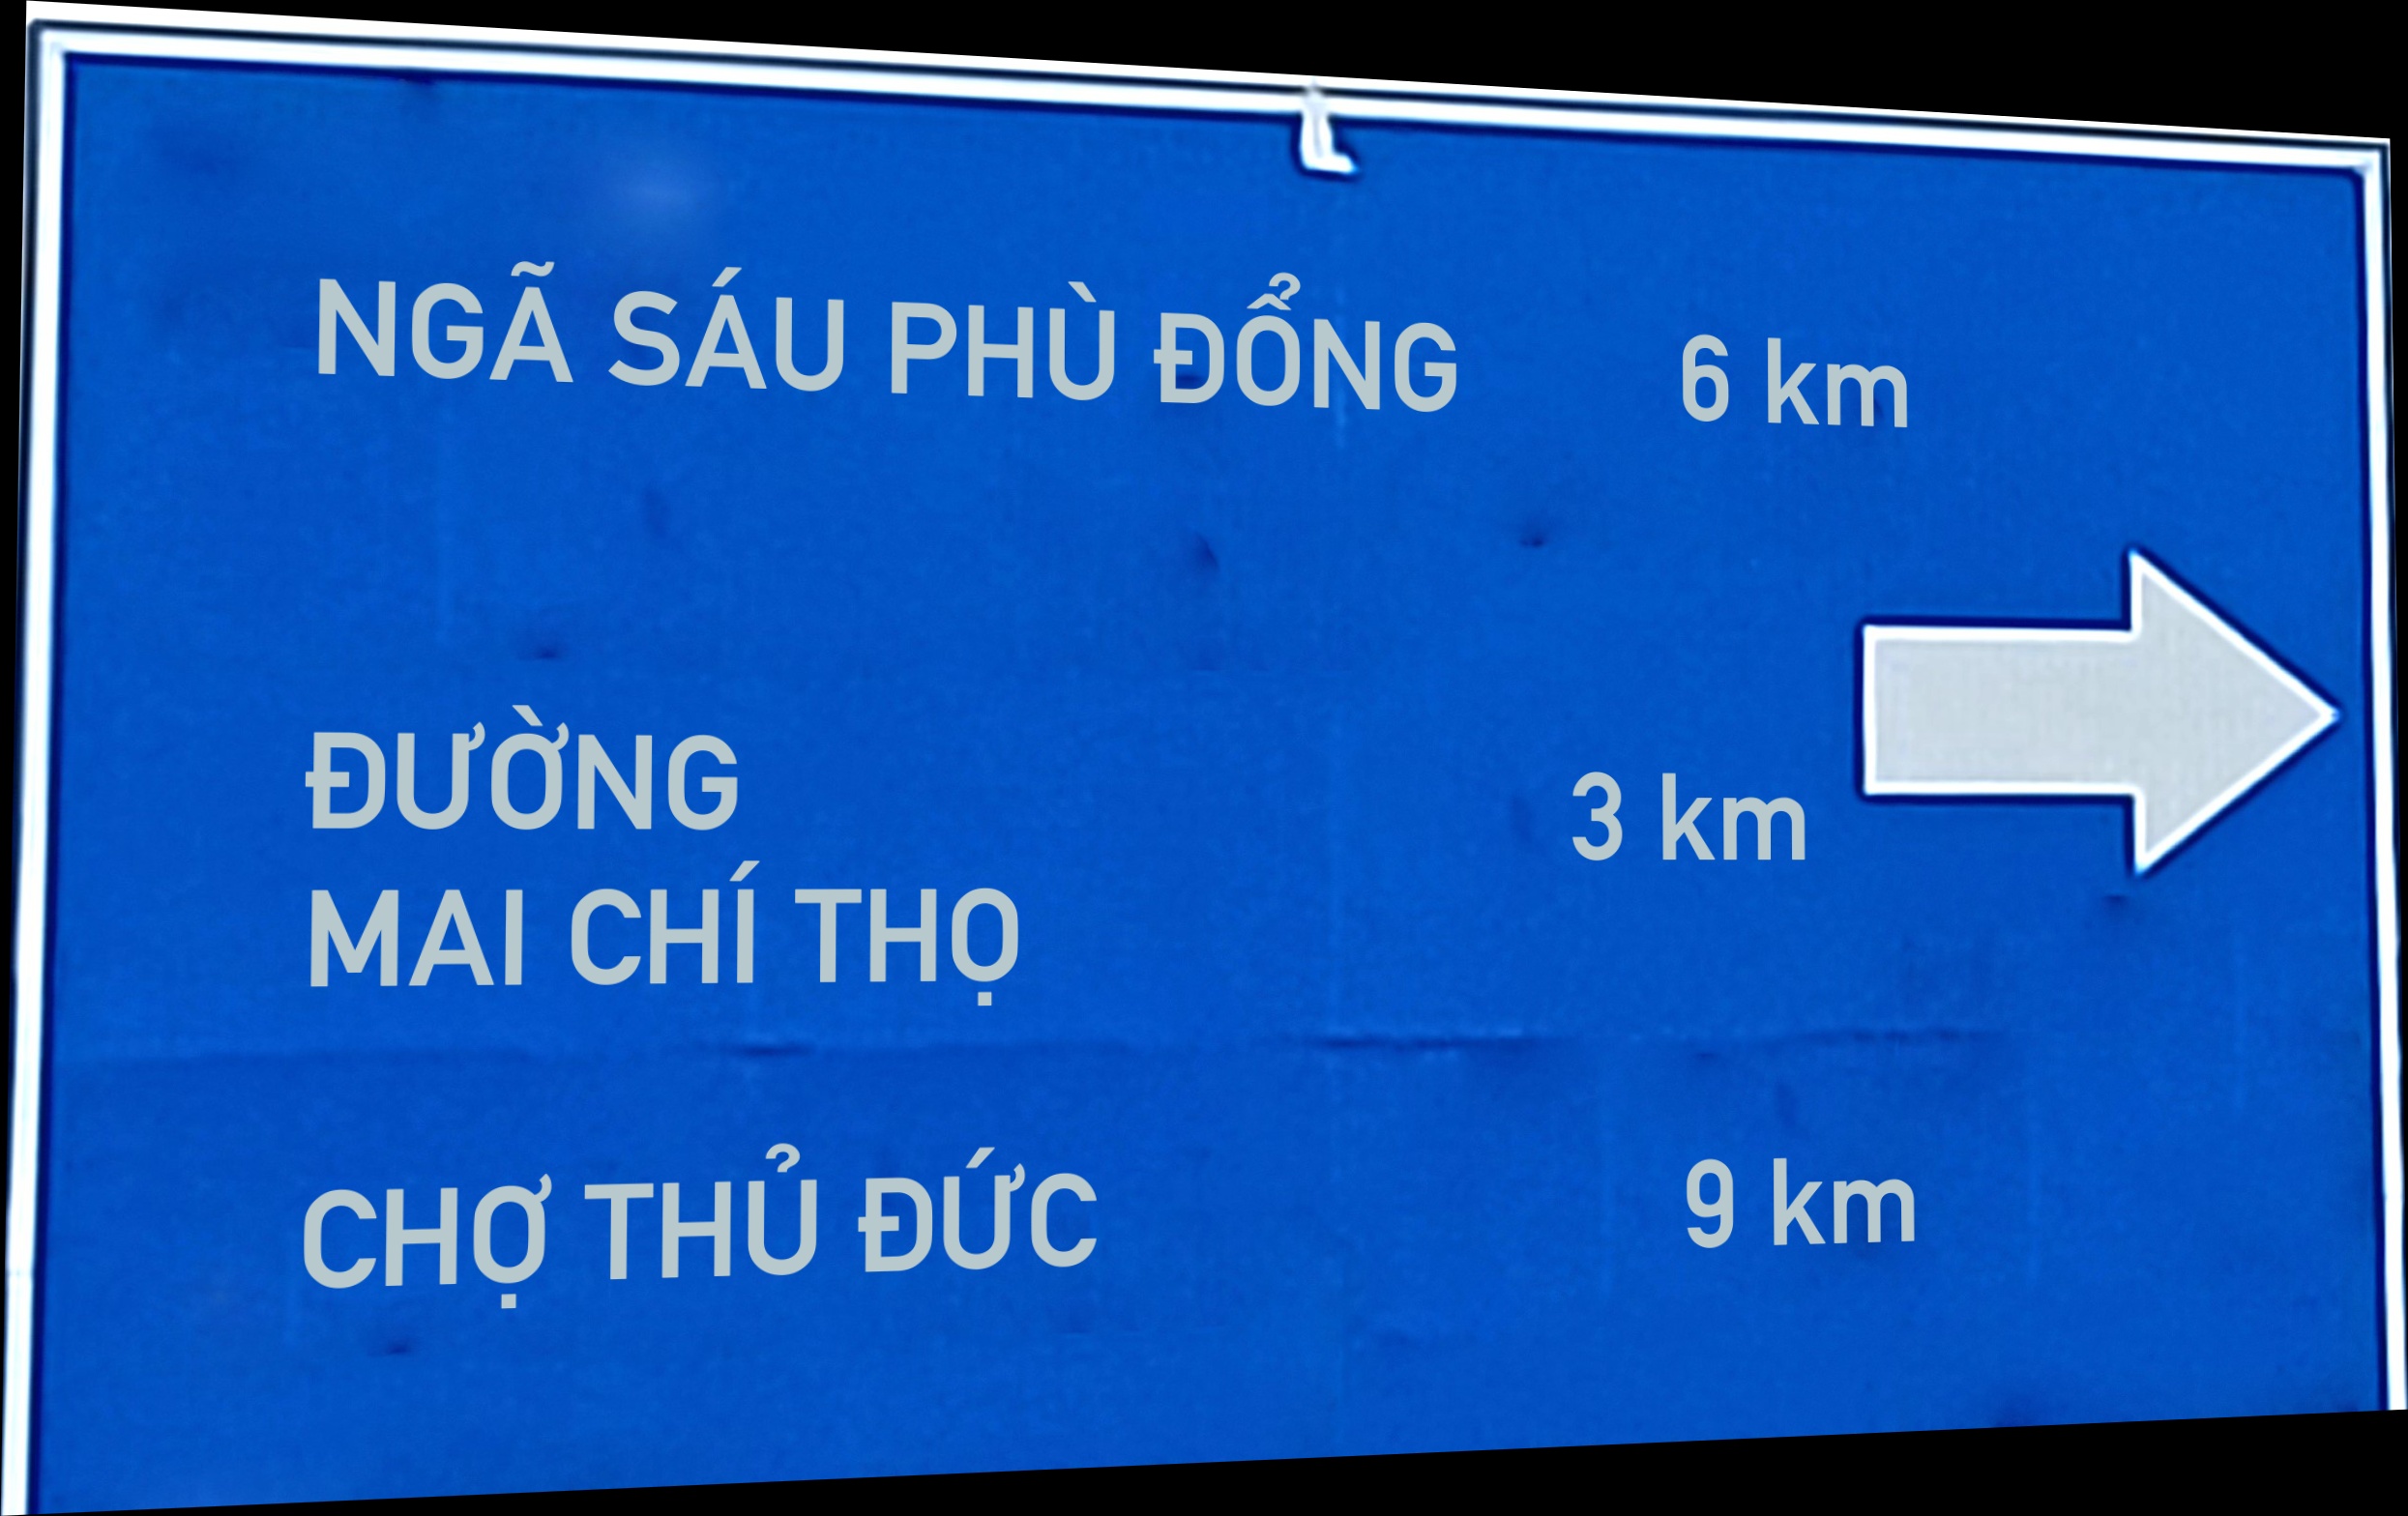 NGÃ SÁU PHÙ ĐỔNG 6 km
ĐƯỜNG
MAI CHÍ THỌ 3 km
CHỢ THỦ ĐỨC 9 km